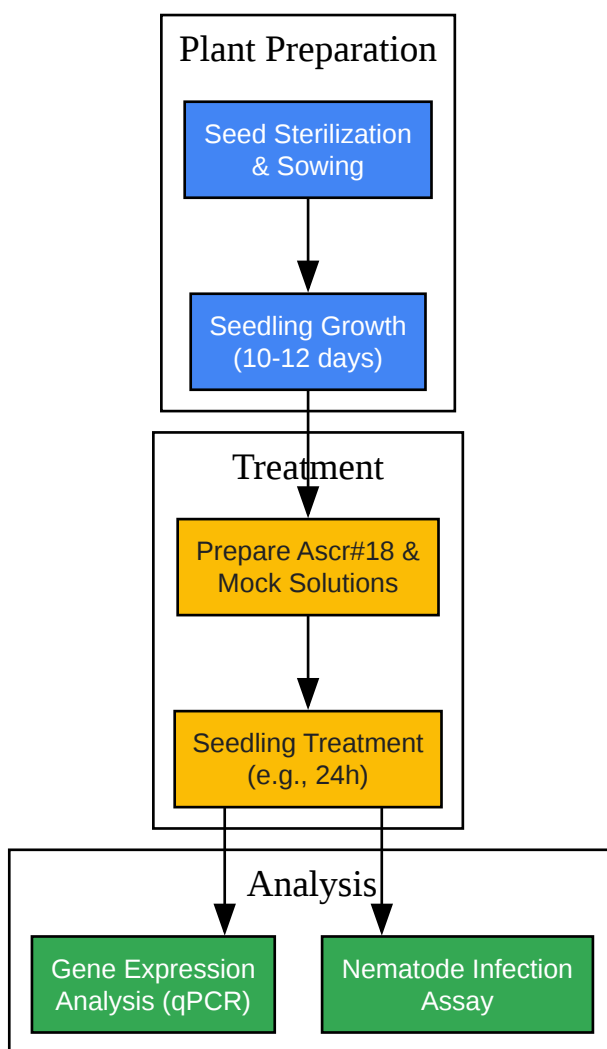 Plant Preparation
Seed Sterilization
& Sowing
Seedling Growth
(10-12 days)
Treatment
Prepare Ascr#18 &
Mock Solutions
Seedling Treatment
(e.g., 24h)
Analysis
Gene Expression
Analysis (qPCR)
Nematode Infection
Assay